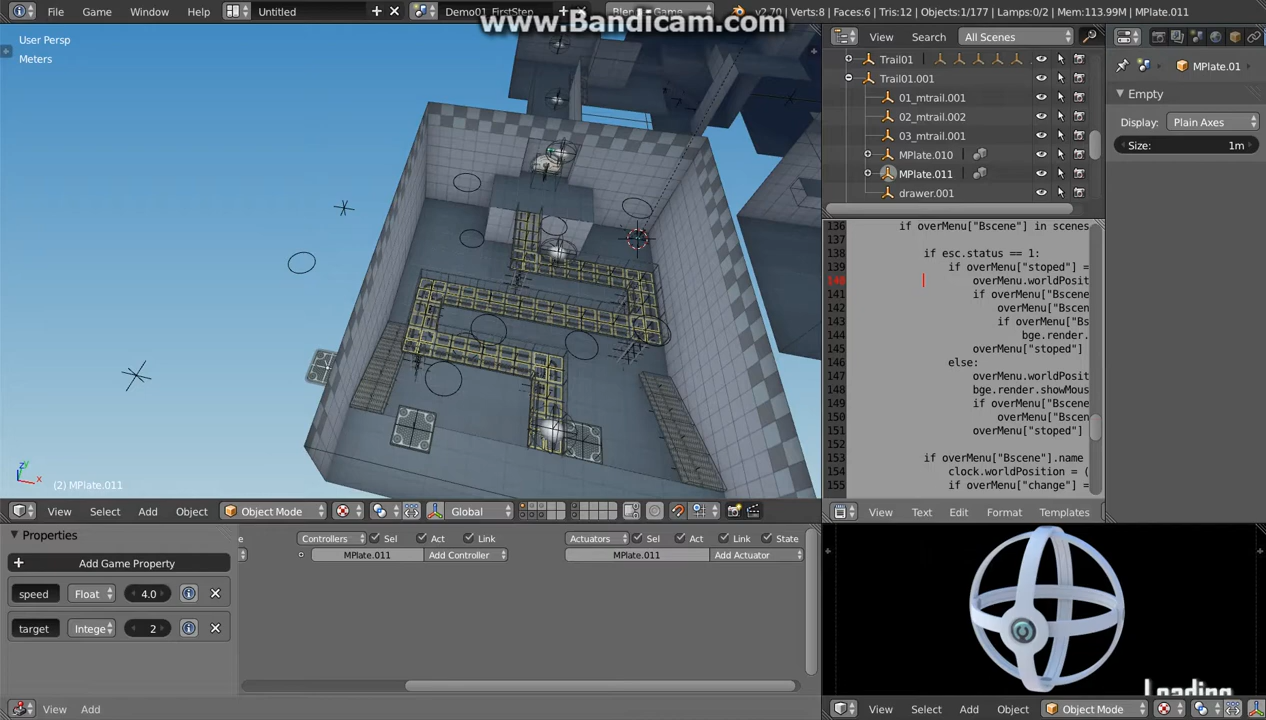 File Game Window Help Untitled Demo01_FirstStep Blender Game v2.70 | Verts:8 | Faces:6 | Tris:12 | Objects:1/177 | Lamps:0/2 | Mem:113.99M | MPlate.011
www.Bandicam.com
User Persp
Meters
(2) MPlate.011
View Select Add Object Object Mode Global
View Search All Scenes
Trail01
Trail01.001
01_mtrail.001
02_mtrail.002
03_mtrail.001
MPlate.010
MPlate.011
drawer.001
MPlate.01
Empty
Display: Plain Axes
Size: 1m
136 if overMenu["Bscene"] in scenes
137
138 if esc.status == 1:
139 if overMenu["stoped"] =
140 overMenu.worldPosit
141 if overMenu["Bscene
142 overMenu["Bscen
143 if overMenu["Bs
144 bge.render.
145 overMenu["stoped"]
146 else:
147 overMenu.worldPosit
148 bge.render.showMous
149 if overMenu["Bscene
150 overMenu["Bscen
151 overMenu["stoped"]
152
153 if overMenu["Bscene"].name
154 clock.worldPosition = (
155 if overMenu["change"] =
View Text Edit Format Templates
Properties
Add Game Property
speed Float 4.0
target Intege 2
e Controllers Sel Act Link
MPlate.011 Add Controller
Actuators Sel Act Link State
MPlate.011 Add Actuator
View Add
Loading
View Select Add Object Object Mode